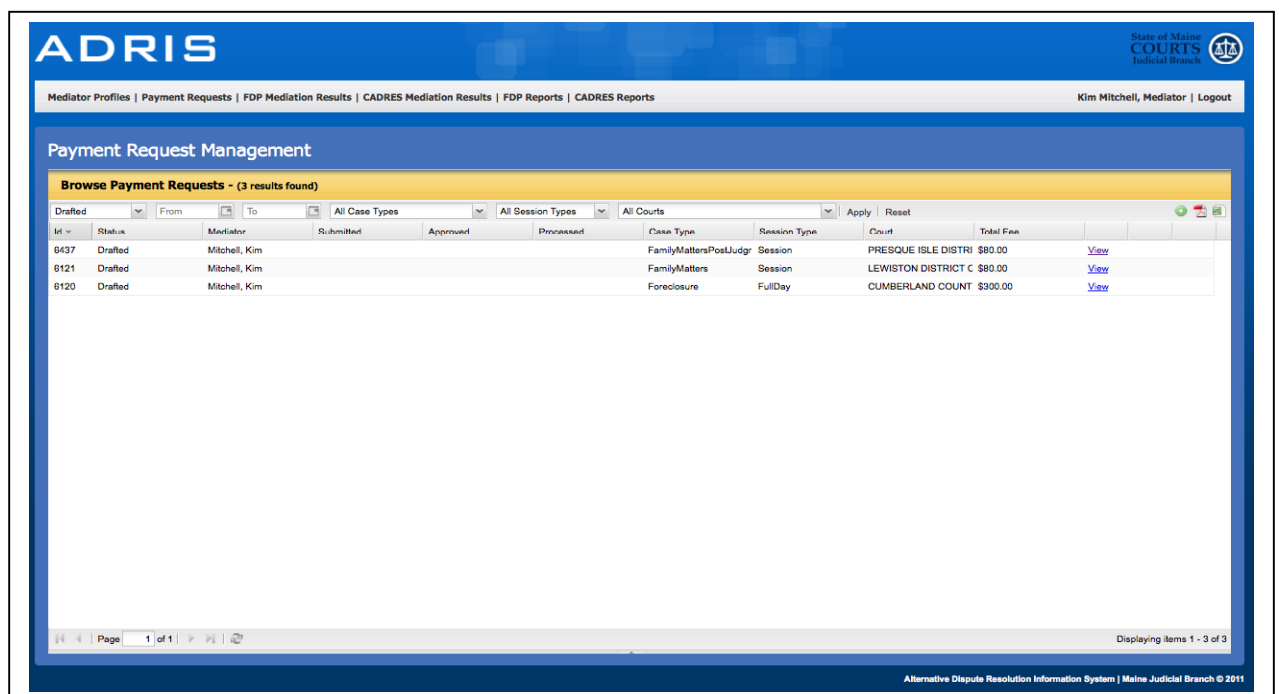 ADRIS
State of Maine
COURTS
Judicial Branch
Mediator Profiles | Payment Requests | FDP Mediation Results | CADRES Mediation Results | FDP Reports | CADRES Reports
Kim Mitchell, Mediator | Logout
Payment Request Management
Browse Payment Requests - (3 results found)
Drafted From To All Case Types All Session Types All Courts Apply Reset
Id Status Mediator Submitted Approved Processed Case Type Session Type Court Total Fee
6437 Drafted Mitchell, Kim FamilyMattersPostJudgr Session PRESQUE ISLE DISTRI $80.00 View
6121 Drafted Mitchell, Kim FamilyMatters Session LEWISTON DISTRICT C $80.00 View
6120 Drafted Mitchell, Kim Foreclosure FullDay CUMBERLAND COUNT $300.00 View
Page 1 of 1
Displaying items 1 - 3 of 3
Alternative Dispute Resolution Information System | Maine Judicial Branch © 2011